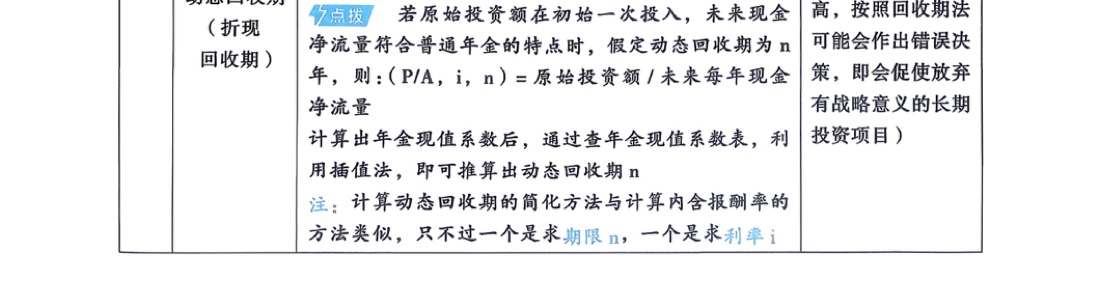 （折现
回收期）
点拨 若原始投资额在初始一次投入，未来现金
净流量符合普通年金的特点时，假定动态回收期为 n
年，则：（P/A，i，n）= 原始投资额 / 未来每年现金
净流量
计算出年金现值系数后，通过查年金现值系数表，利
用插值法，即可推算出动态回收期 n
注：计算动态回收期的简化方法与计算内含报酬率的
方法类似，只不过一个是求期限 n，一个是求利率 i
高，按照回收期法
可能会作出错误决
策，即会促使放弃
有战略意义的长期
投资项目）